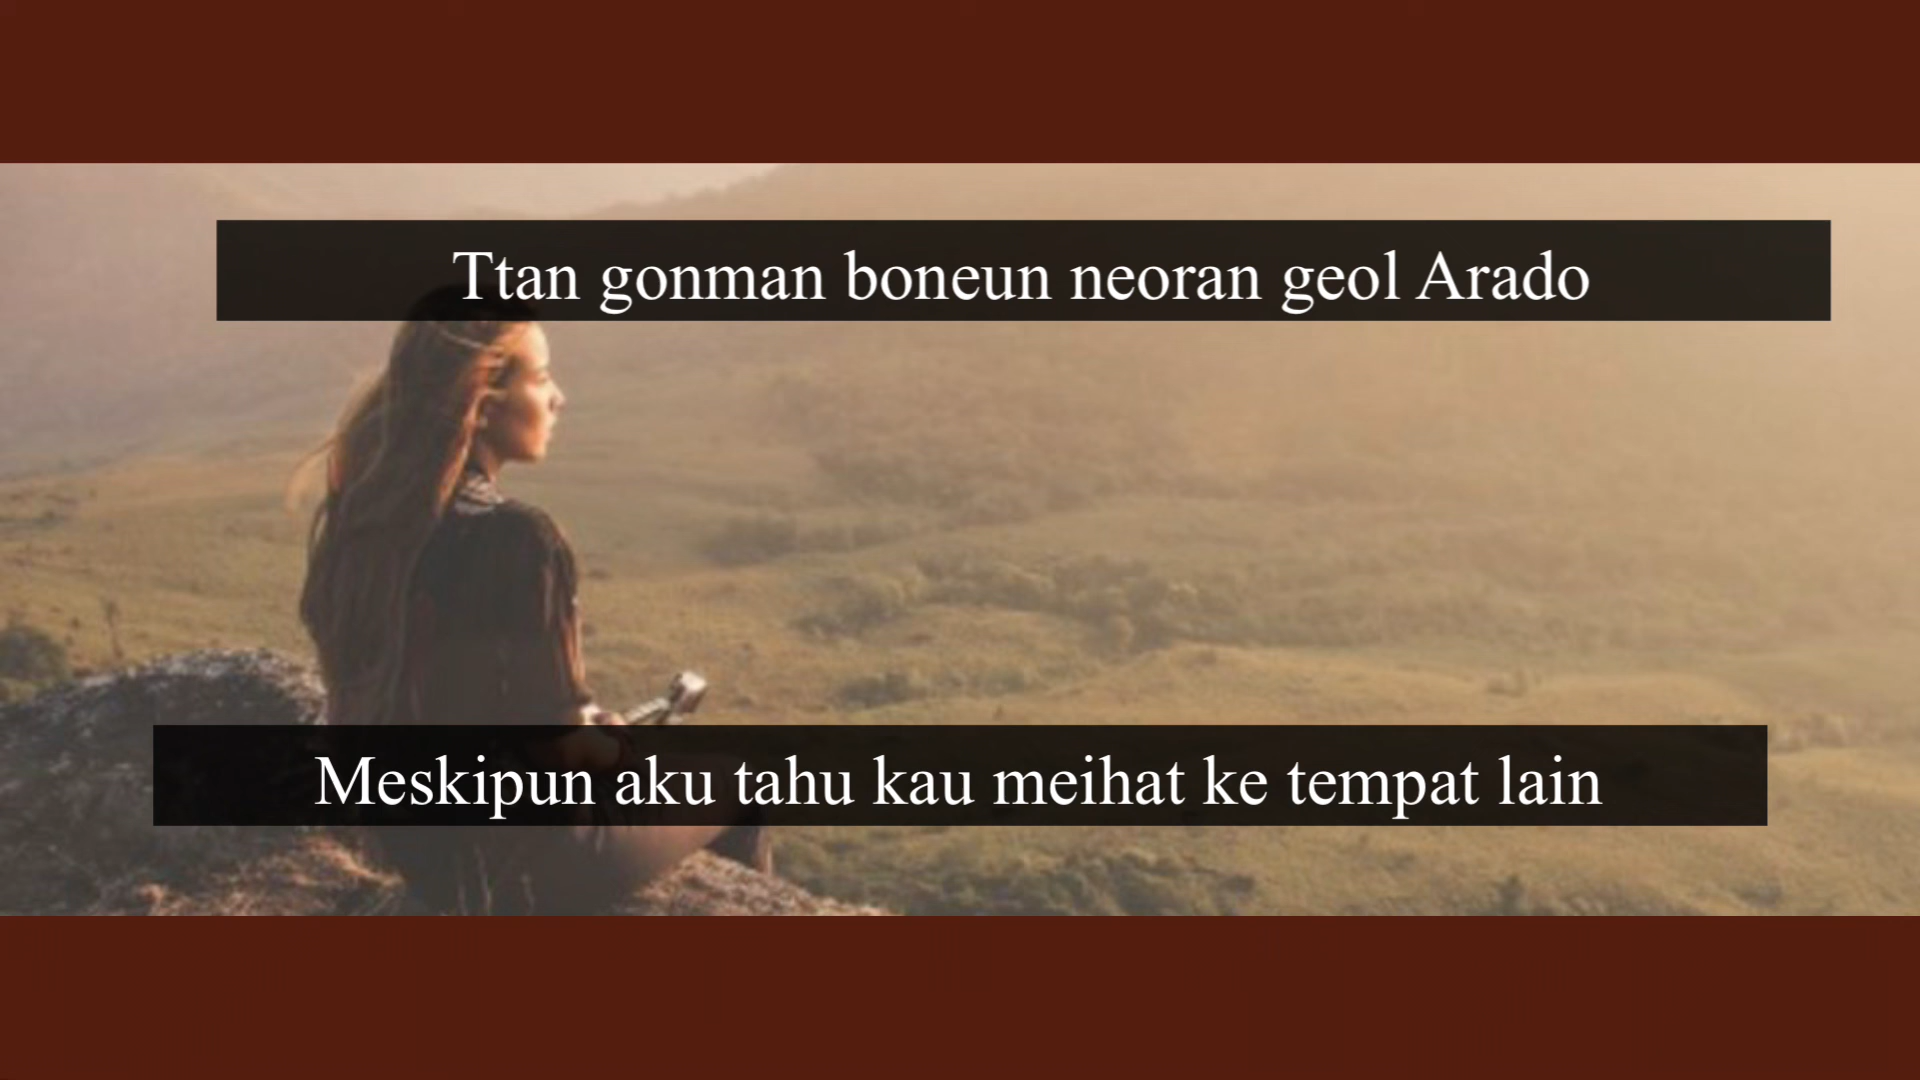 Ttan gonman boneun neoran geol Arado
Meskipun aku tahu kau meihat ke tempat lain